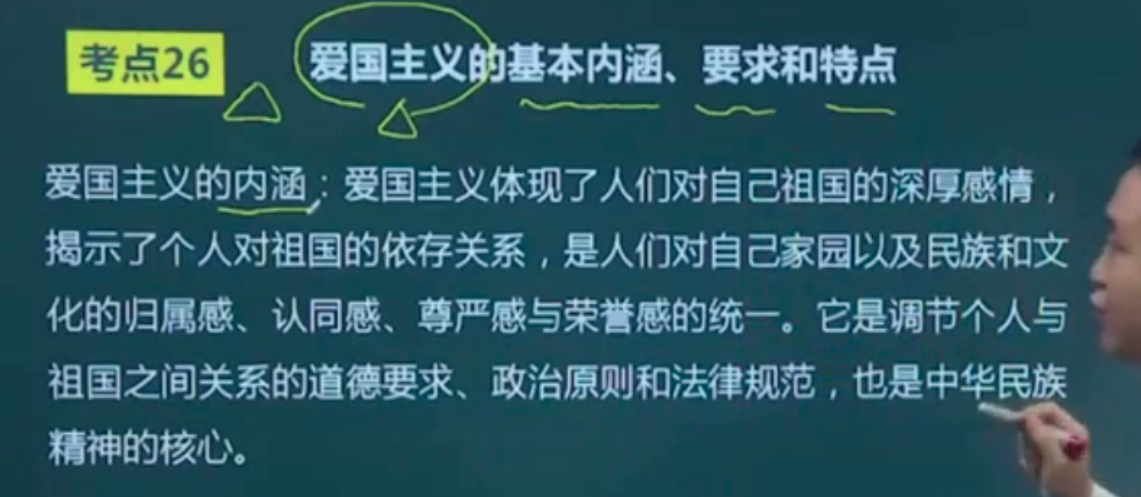 考点26 爱国主义的基本内涵、要求和特点
爱国主义的内涵：爱国主义体现了人们对自己祖国的深厚感情，
揭示了个人对祖国的依存关系，是人们对自己家园以及民族和文
化的归属感、认同感、尊严感与荣誉感的统一。它是调节个人与
祖国之间关系的道德要求、政治原则和法律规范，也是中华民族
精神的核心。